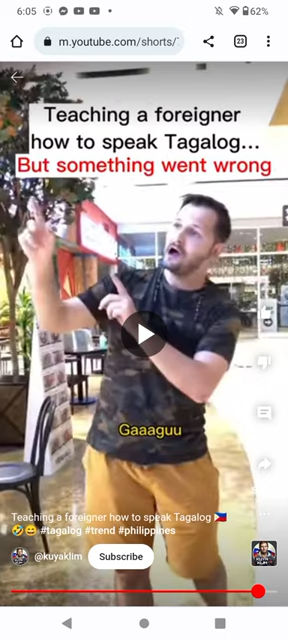 6:05
62%
m.youtube.com/shorts/
23
Teaching a foreigner
how to speak Tagalog...
But something went wrong
Gaaaguu
Teaching a foreigner how to speak Tagalog 🇵🇭
🤣😄 #tagalog #trend #philippines
@kuyaklim
Subscribe